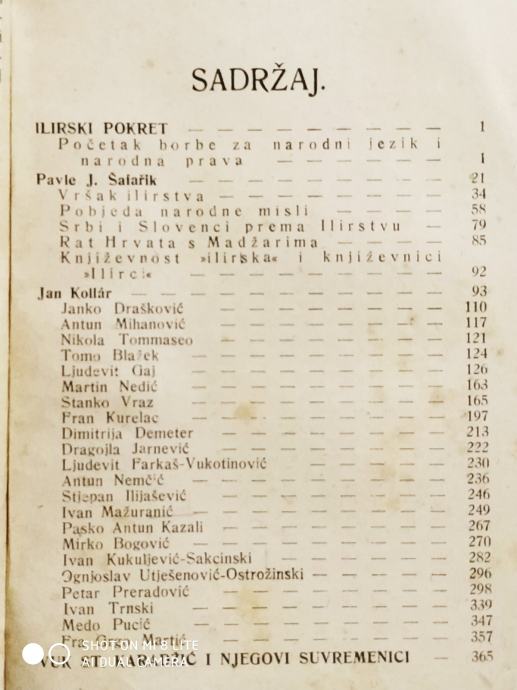 SADRŽAJ.
ILIRSKI POKRET — — — — — — — — 1
Početak borbe za narodni jezik i
narodna prava — — — — — — 1
Pavle J. Šafařik — — — — — — — — 21
Vršak ilirstva — — — — — — — 34
Pobjeda narodne misli — — — — 58
Srbi i Slovenci prema Ilirstvu — 79
Rat Hrvata s Madžarima — — — — 85
Književnost »ilirska« i književnici
»Ilirci« — — — — — — — — 92
Jan Kollár — — — — — — — — 93
Janko Drašković — — — — — — — 110
Antun Mihanović — — — — — — — 117
Nikola Tommaseo — — — — — — — 121
Tomo Blažek — — — — — — — — 124
Ljudevit Gaj — — — — — — — — 126
Martin Nedić — — — — — — — — 163
Stanko Vraz — — — — — — — — 165
Fran Kurelac — — — — — — — — 197
Dimitrija Demeter — — — — — — — 213
Dragojla Jarnević — — — — — — — 222
Ljudevit Farkaš-Vukotinović — — — — 230
Antun Nemčić — — — — — — — — 236
Stjepan Ilijašević — — — — — — — 246
Ivan Mažuranić — — — — — — — 249
Pasko Antun Kazali — — — — — — 267
Mirko Bogović — — — — — — — — 270
Ivan Kukuljević-Sakcinski — — — — — 282
Ognjoslav Utješenović-Ostrožinski — — — 296
Petar Preradović — — — — — — — 298
Ivan Trnski — — — — — — — — 339
Medo Pucić — — — — — — — — 347
Fra Grga Martić — — — — — — — 357
VUK ST. KARADŽIĆ I NJEGOVI SUVREMENICI — 365
SHOT ON MI 8 LITE
AI DUAL CAMERA